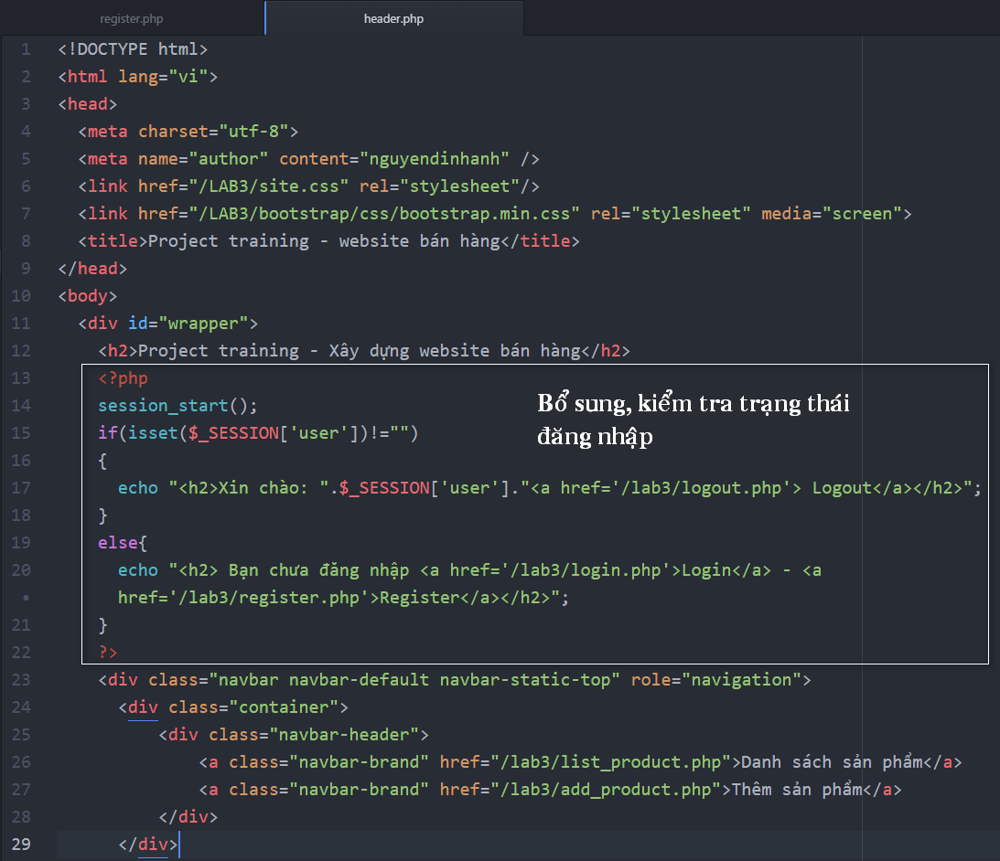 register.php
header.php
1 <!DOCTYPE html>
2 <html lang="vi">
3 <head>
4 <meta charset="utf-8">
5 <meta name="author" content="nguyendinhanh" />
6 <link href="/LAB3/site.css" rel="stylesheet"/>
7 <link href="/LAB3/bootstrap/css/bootstrap.min.css" rel="stylesheet" media="screen">
8 <title>Project training - website bán hàng</title>
9 </head>
10 <body>
11 <div id="wrapper">
12 <h2>Project training - Xây dựng website bán hàng</h2>
13 <?php
14 session_start();
Bổ sung, kiểm tra trạng thái
đăng nhập
15 if(isset($_SESSION['user'])!="")
16 {
17 echo "<h2>Xin chào: ".$_SESSION['user']."<a href='/lab3/logout.php'> Logout</a></h2>";
18 }
19 else{
20 echo "<h2> Bạn chưa đăng nhập <a href='/lab3/login.php'>Login</a> - <a
• href='/lab3/register.php'>Register</a></h2>";
21 }
22 ?>
23 <div class="navbar navbar-default navbar-static-top" role="navigation">
24 <div class="container">
25 <div class="navbar-header">
26 <a class="navbar-brand" href="/lab3/list_product.php">Danh sách sản phẩm</a>
27 <a class="navbar-brand" href="/lab3/add_product.php">Thêm sản phẩm</a>
28 </div>
29 </div>